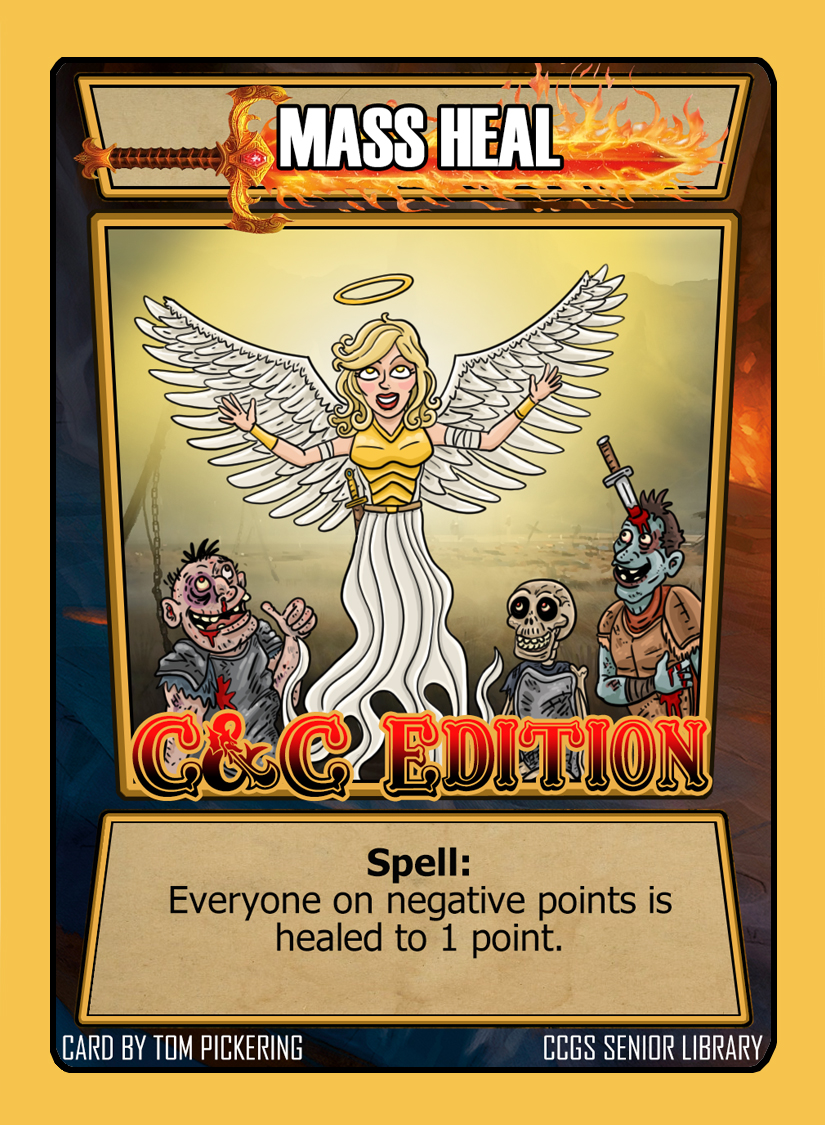 MASS HEAL
C&C EDITION
Spell:
Everyone on negative points is
healed to 1 point.
CARD BY TOM PICKERING
CCGS SENIOR LIBRARY